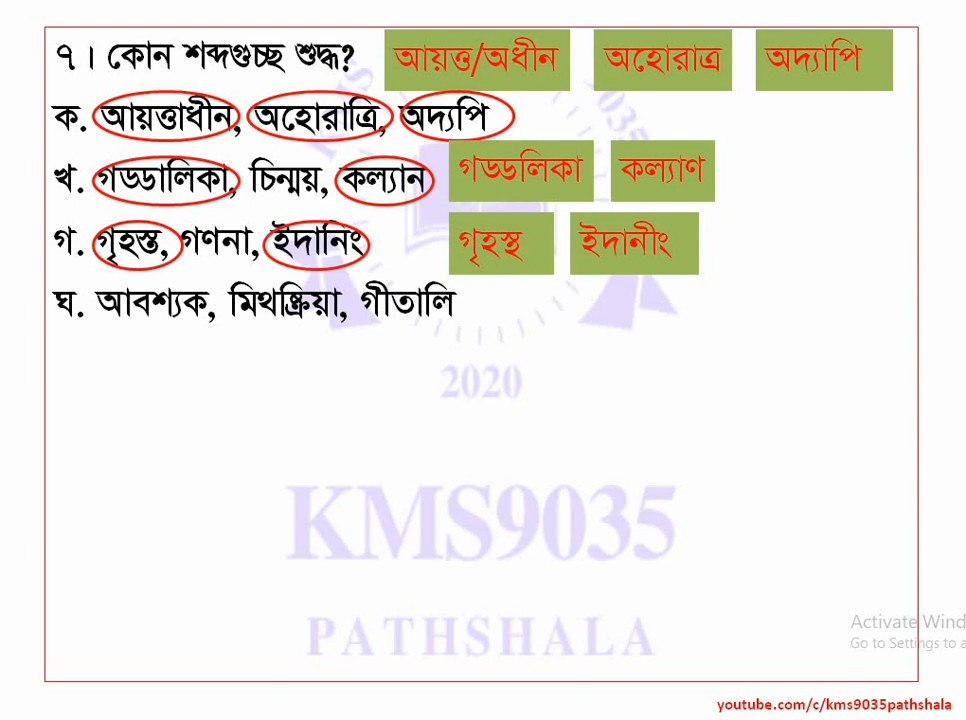 ৭। কোন শব্দগুচ্ছ শুদ্ধ? আয়ত্ত/অধীন অহোরাত্র অদ্যাপি
ক. আয়ত্তাধীন, অহোরাত্রি, অদ্যপি
খ. গড্ডালিকা, চিন্ময়, কল্যান গড্ডলিকা কল্যাণ
গ. গৃহস্ত, গণনা, ইদানিং গৃহস্থ ইদানীং
ঘ. আবশ্যক, মিথষ্ক্রিয়া, গীতালি
2020
KMS9035
PATHSHALA
Activate Wind
Go to Settings to a
youtube.com/c/kms9035pathshala